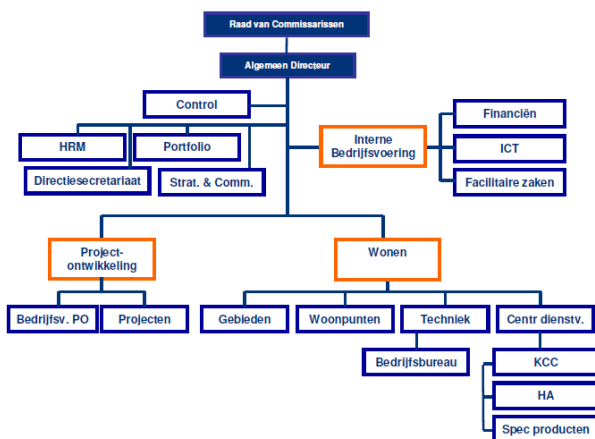 Raad van Commissarissen
Algemeen Directeur
Control
HRM
Portfolio
Directiesecretariaat
Strat. & Comm.
Interne
Bedrijfsvoering
Financiën
ICT
Facilitaire zaken
Project-
ontwikkeling
Wonen
Bedrijfsv. PO
Projecten
Gebieden
Woonpunten
Techniek
Centr dienstv.
Bedrijfsbureau
KCC
HA
Spec producten